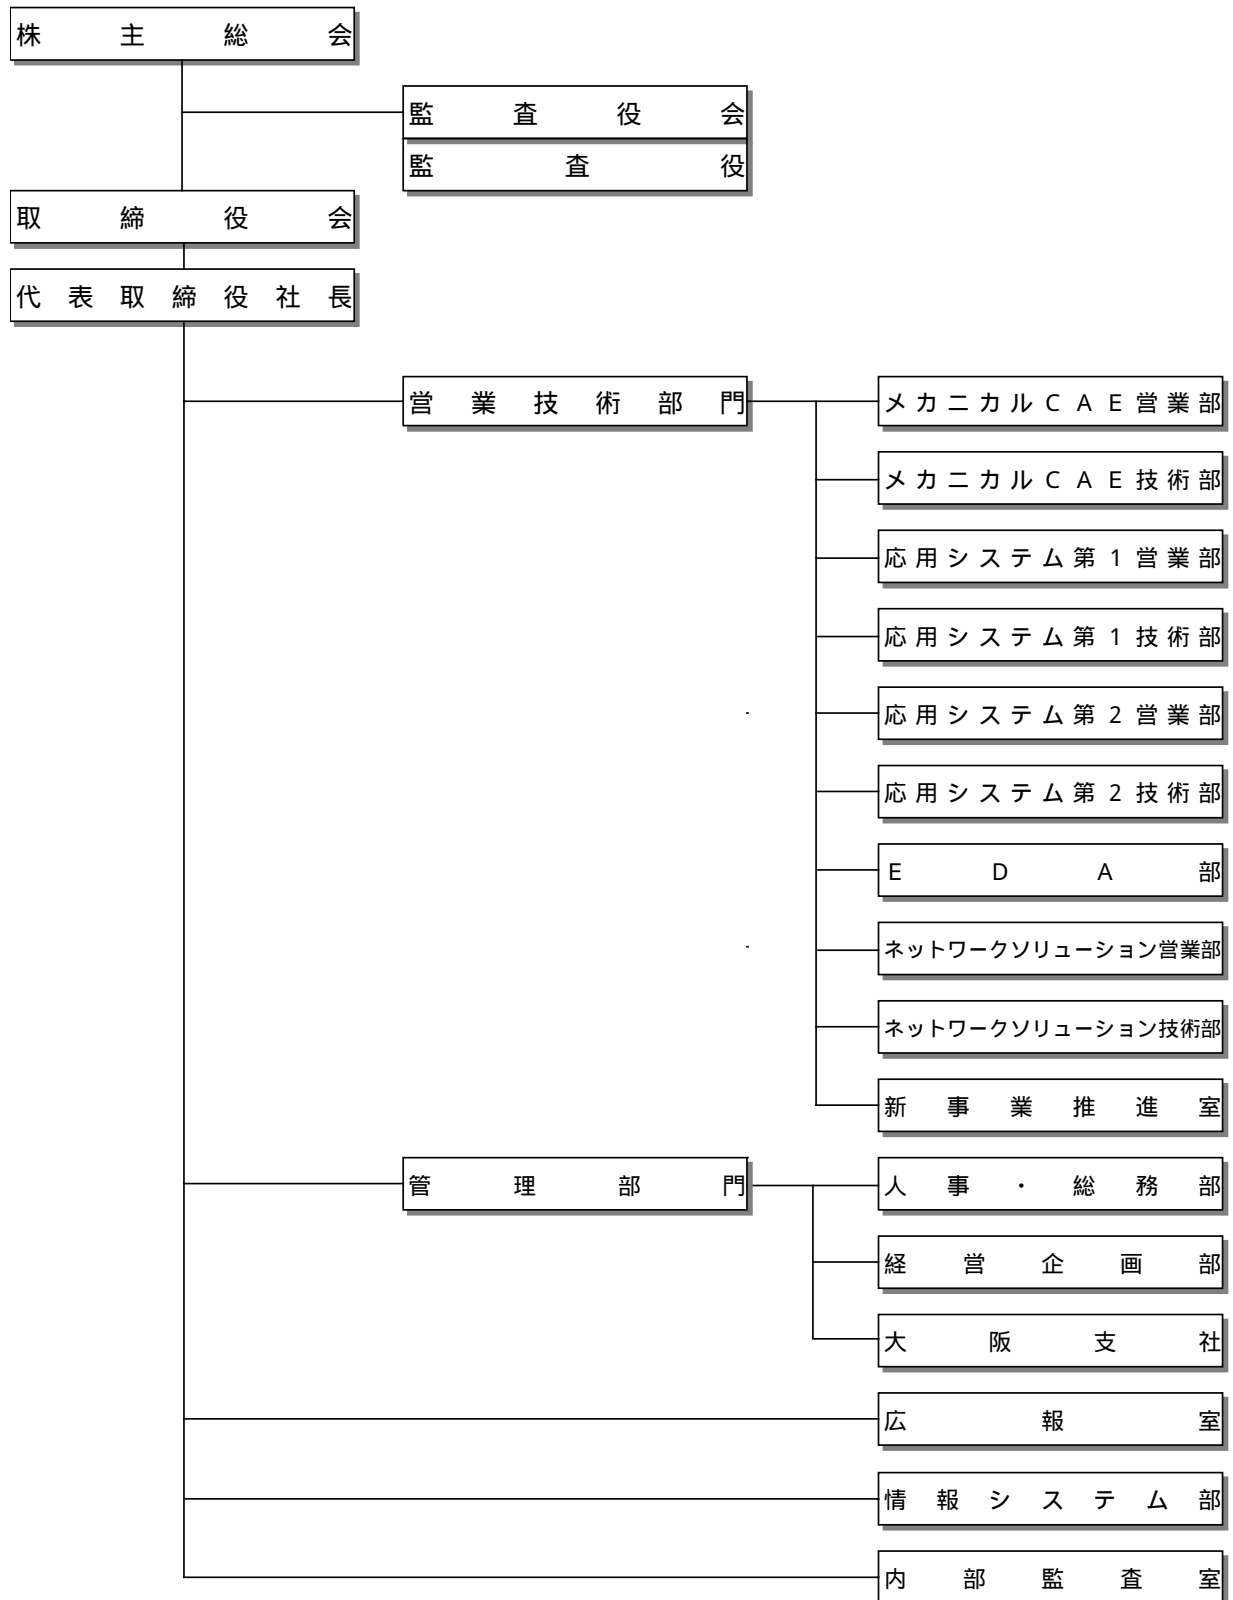 株主総会
監査役会
監査役
取締役会
代表取締役社長
営業技術部門
メカニカルCAE営業部
メカニカルCAE技術部
応用システム第1営業部
応用システム第1技術部
応用システム第2営業部
応用システム第2技術部
EDA部
ネットワークソリューション営業部
ネットワークソリューション技術部
新事業推進室
管理部門
人事・総務部
経営企画部
大阪支社
広報室
情報システム部
内部監査室